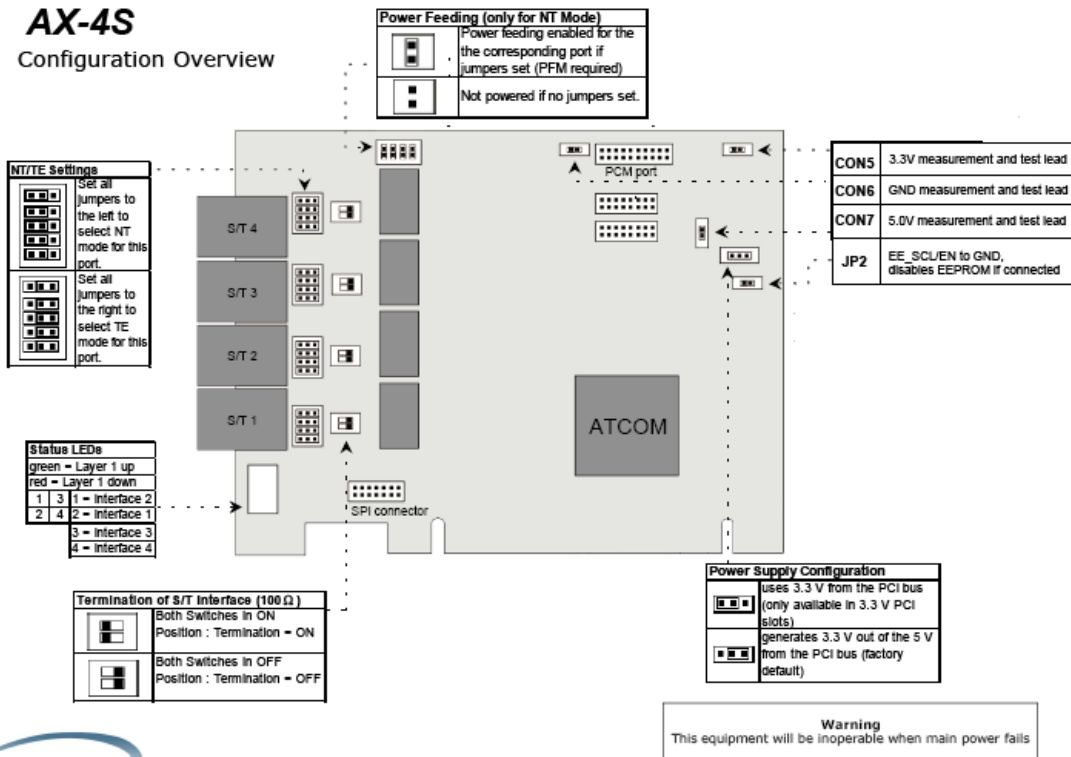 AX-4S
Configuration Overview
Power Feeding (only for NT Mode)
Power feeding enabled for the
the corresponding port if
jumpers set (PFM required)
Not powered if no jumpers set.
NT/TE Settings
Set all
jumpers to
the left to
select NT
mode for this
port.
Set all
jumpers to
the right to
select TE
mode for this
port.
PCM port
CON5 3.3V measurement and test lead
CON6 GND measurement and test lead
CON7 5.0V measurement and test lead
JP2 EE_SCL/EN to GND,
disables EEPROM if connected
S/T 4
S/T 3
S/T 2
S/T 1
ATCOM
SPI connector
Status LEDs
green = Layer 1 up
red = Layer 1 down
1 3 1 = Interface 2
2 4 2 = Interface 1
3 = Interface 3
4 = Interface 4
Termination of S/T Interface (100Ω)
Both Switches in ON
Position : Termination = ON
Both Switches in OFF
Position : Termination = OFF
Power Supply Configuration
uses 3.3 V from the PCI bus
(only available in 3.3 V PCI
slots)
generates 3.3 V out of the 5 V
from the PCI bus (factory
default)
Warning
This equipment will be inoperable when main power fails